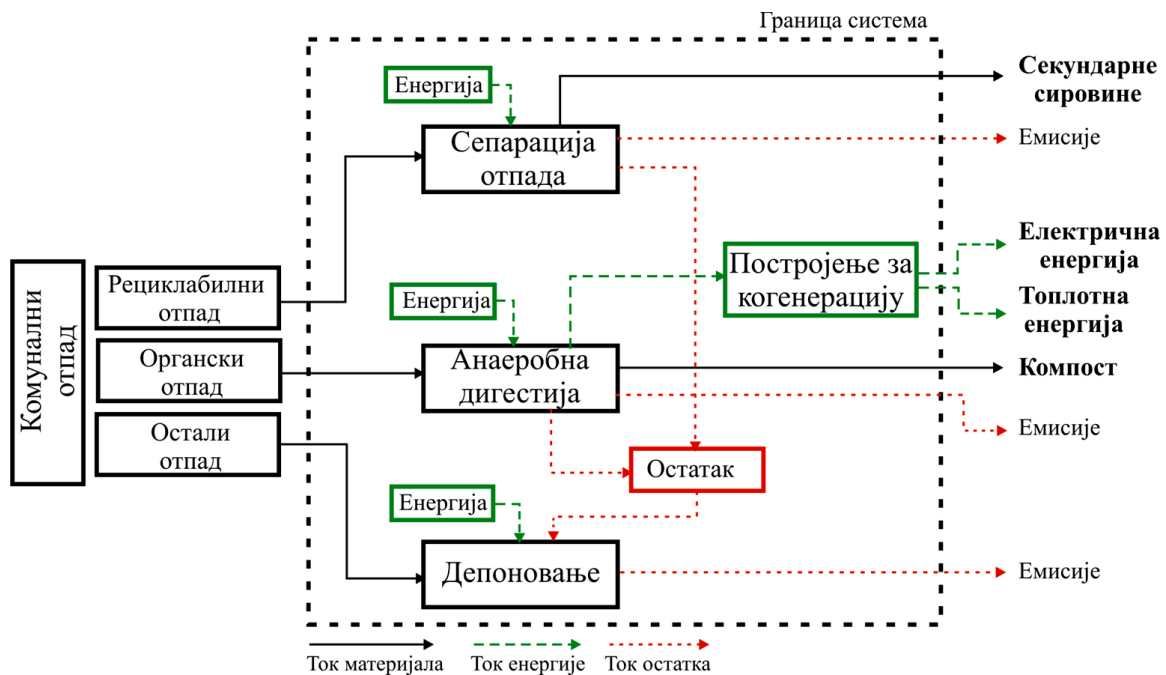 Граница система
Енергија
Секундарне
сировине
Сепарација
отпада
Емисије
Електрична
енергија
Постројење за
когенерацију
Топлотна
енергија
Комунални
отпад
Рециклабилни
отпад
Енергија
Органски
отпад
Анаеробна
дигестија
Компост
Остали
отпад
Емисије
Остатак
Енергија
Депоновање
Емисије
Ток материјала
Ток енергије
Ток остатка